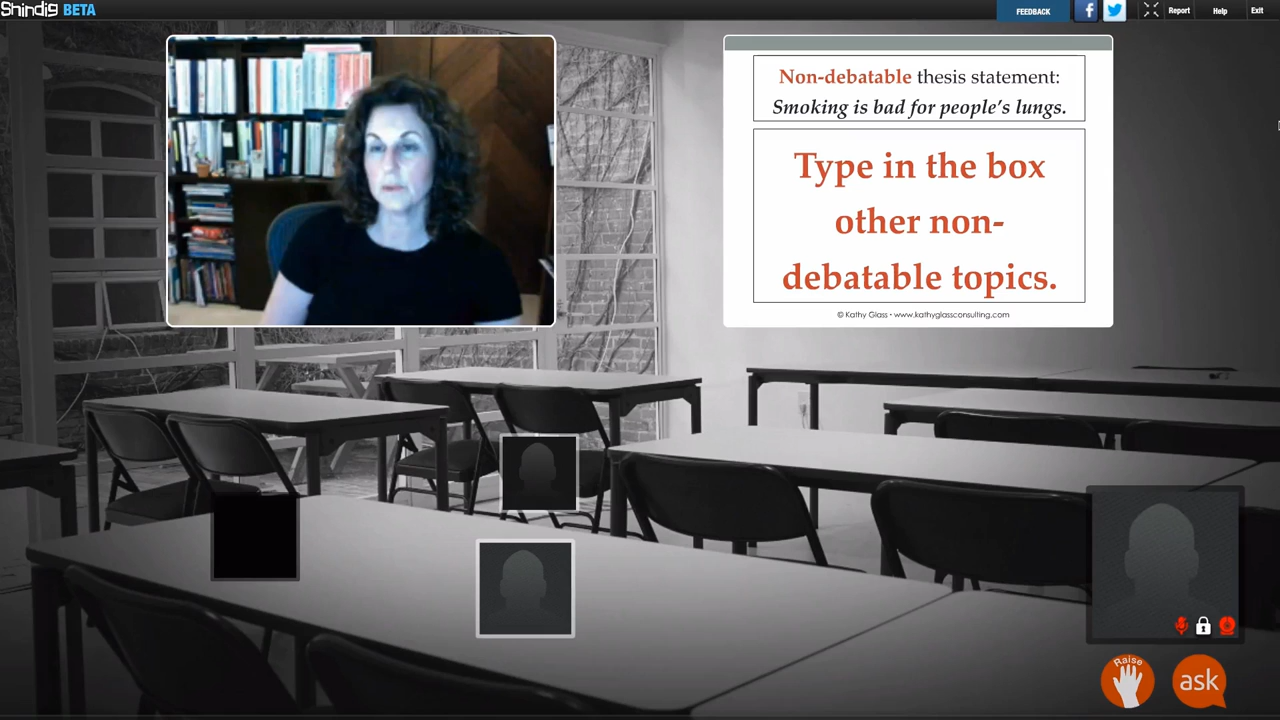 Shindig BETA
FEEDBACK
Report
Help
Exit
Non-debatable thesis statement:
Smoking is bad for people's lungs.
Type in the box
other non-
debatable topics.
© Kathy Glass • www.kathyglassconsulting.com
Raise
ask